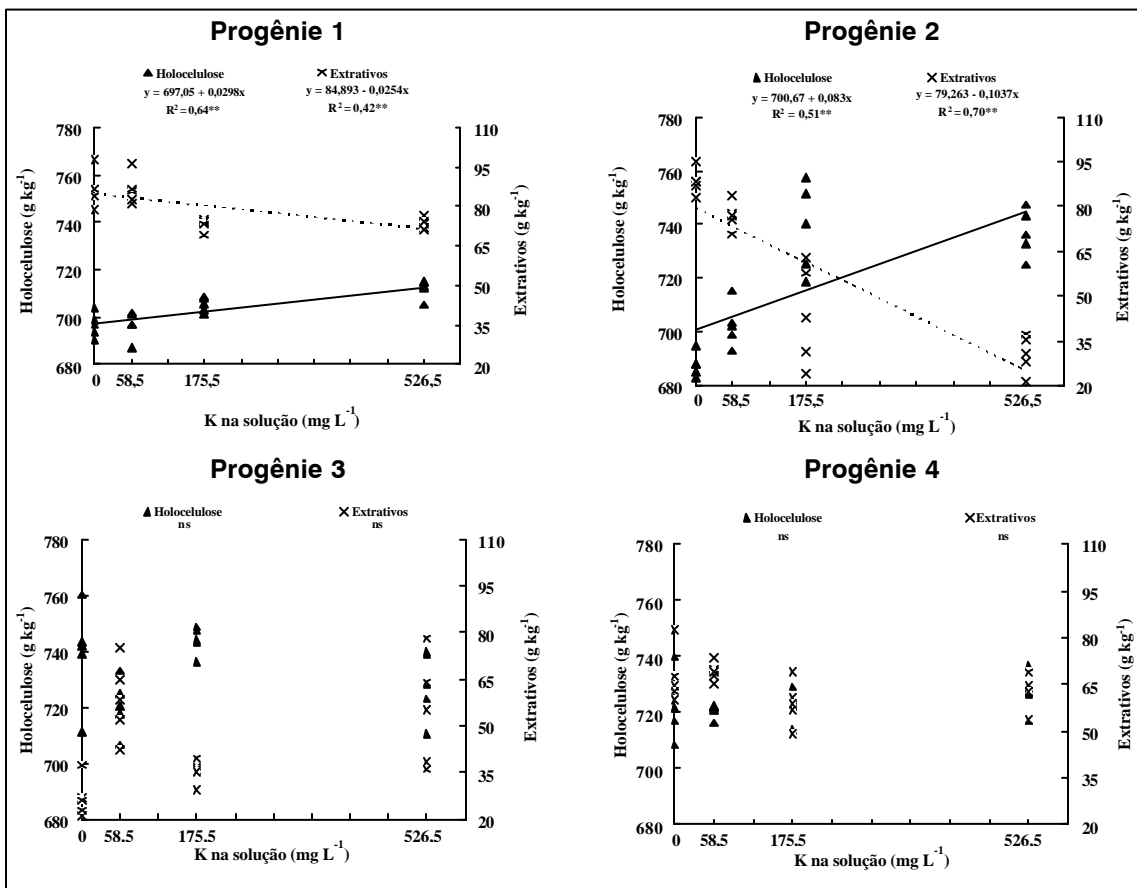 Progênie 1
Holocelulose Extrativos
y = 697,05 + 0,0298x y = 84,893 - 0,0254x
R² = 0,64** R² = 0,42**
780 110
760 95
740 80
720 65
700 50
680 35
20
Holocelulose (g kg⁻¹)
Extrativos (g kg⁻¹)
0 58,5 175,5 526,5
K na solução (mg L⁻¹)
Progênie 2
Holocelulose Extrativos
y = 700,67 + 0,083x y = 79,263 - 0,1037x
R² = 0,51** R² = 0,70**
780 110
760 95
740 80
720 65
700 50
680 35
20
Holocelulose (g kg⁻¹)
Extrativos (g kg⁻¹)
0 58,5 175,5 526,5
K na solução (mg L⁻¹)
Progênie 3
Holocelulose Extrativos
ns ns
780 110
760 95
740 80
720 65
700 50
680 35
20
Holocelulose (g kg⁻¹)
Extrativos (g kg⁻¹)
0 58.5 175.5 526.5
K na solução (mg L⁻¹)
Progênie 4
Holocelulose Extrativos
ns ns
780 110
760 95
740 80
720 65
700 50
680 35
20
Holocelulose (g kg⁻¹)
Extrativos (g kg⁻¹)
0 58.5 175.5 526.5
K na solução (mg L⁻¹)